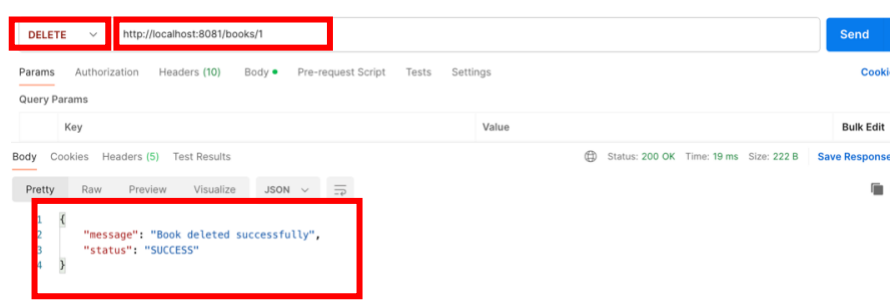 DELETE http://localhost:8081/books/1 Send
Params Authorization Headers (10) Body Pre-request Script Tests Settings Cooki
Query Params
Key Value Bulk Edit
Body Cookies Headers (5) Test Results Status: 200 OK Time: 19 ms Size: 222 B Save Response
Pretty Raw Preview Visualize JSON
1 {
2 "message": "Book deleted successfully",
3 "status": "SUCCESS"
4 }